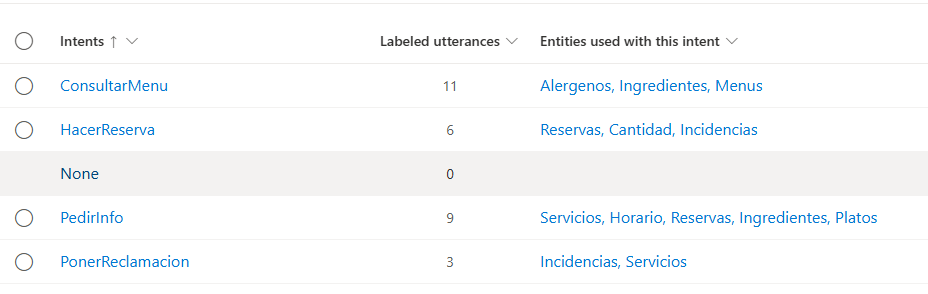 Intents ↑ Labeled utterances Entities used with this intent
ConsultarMenu 11 Alergenos, Ingredientes, Menus
HacerReserva 6 Reservas, Cantidad, Incidencias
None 0
PedirInfo 9 Servicios, Horario, Reservas, Ingredientes, Platos
PonerReclamacion 3 Incidencias, Servicios